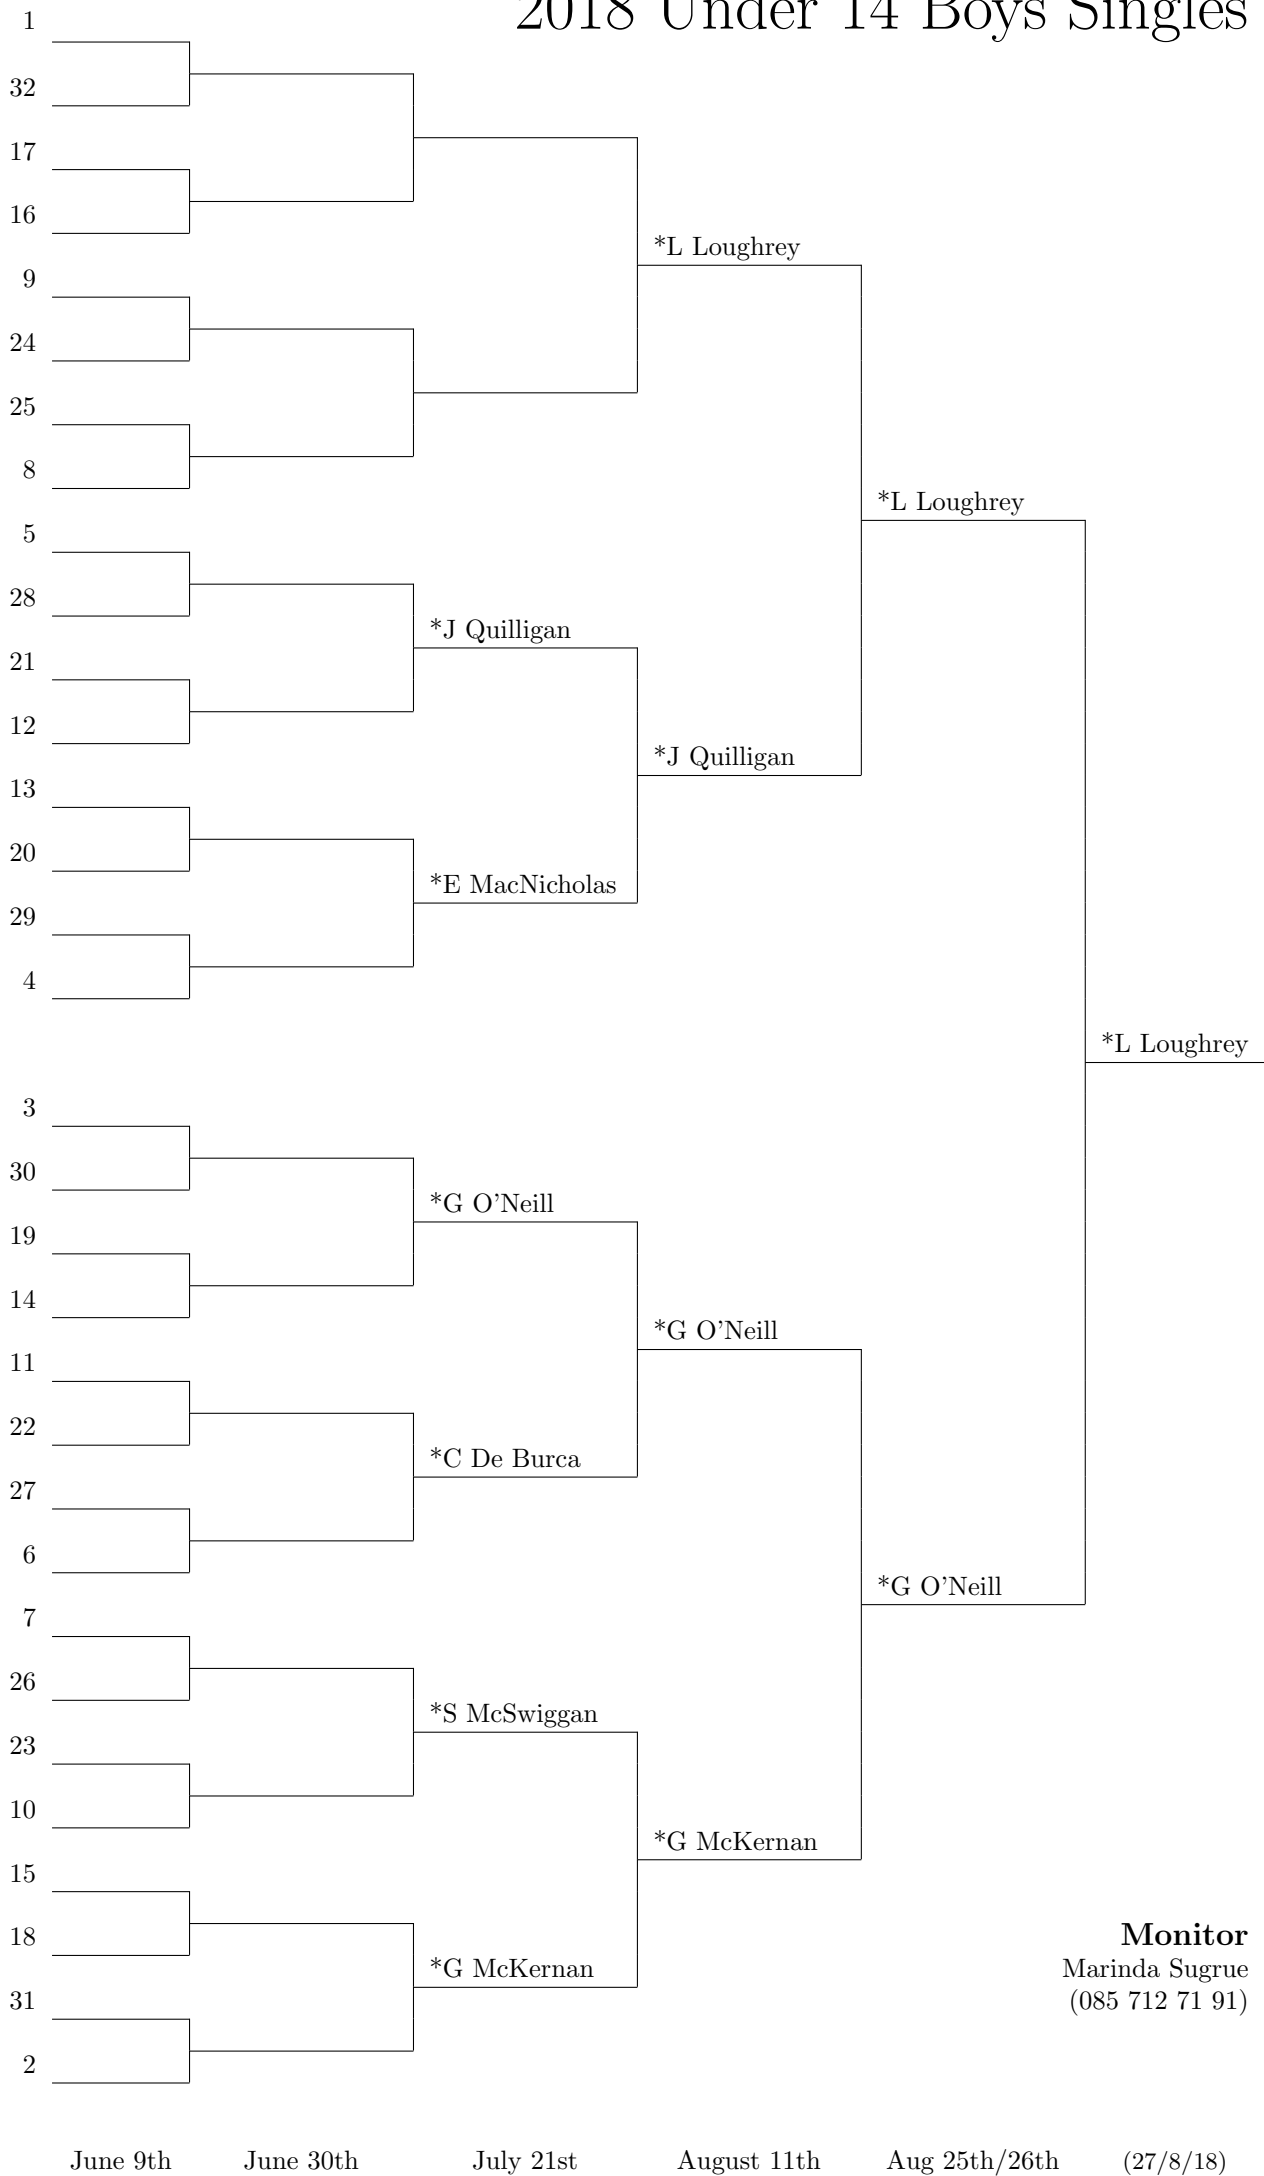 2018 Under 14 Boys Singles
1
32
17
16
*L Loughrey
9
24
25
8
*L Loughrey
5
28
*J Quilligan
21
12
*J Quilligan
13
20
*E MacNicholas
29
4
*L Loughrey
3
30
*G O'Neill
19
14
*G O'Neill
11
22
*C De Burca
27
6
*G O'Neill
7
26
*S McSwiggan
23
10
*G McKernan
15
18
*G McKernan
31
2
Monitor
Marinda Sugrue
(085 712 71 91)
June 9th June 30th July 21st August 11th Aug 25th/26th (27/8/18)